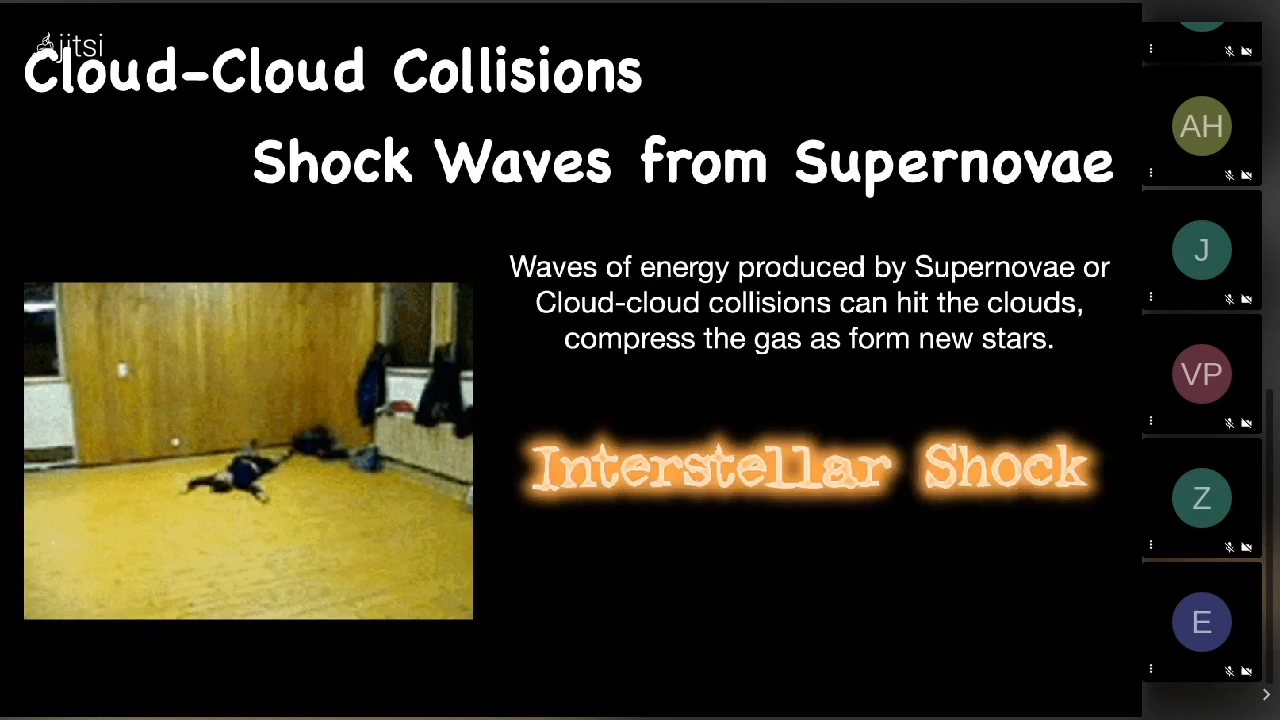 jitsi
Cloud-Cloud Collisions
Shock Waves from Supernovae
Waves of energy produced by Supernovae or
Cloud-cloud collisions can hit the clouds,
compress the gas as form new stars.
Interstellar Shock
AH
J
VP
Z
E